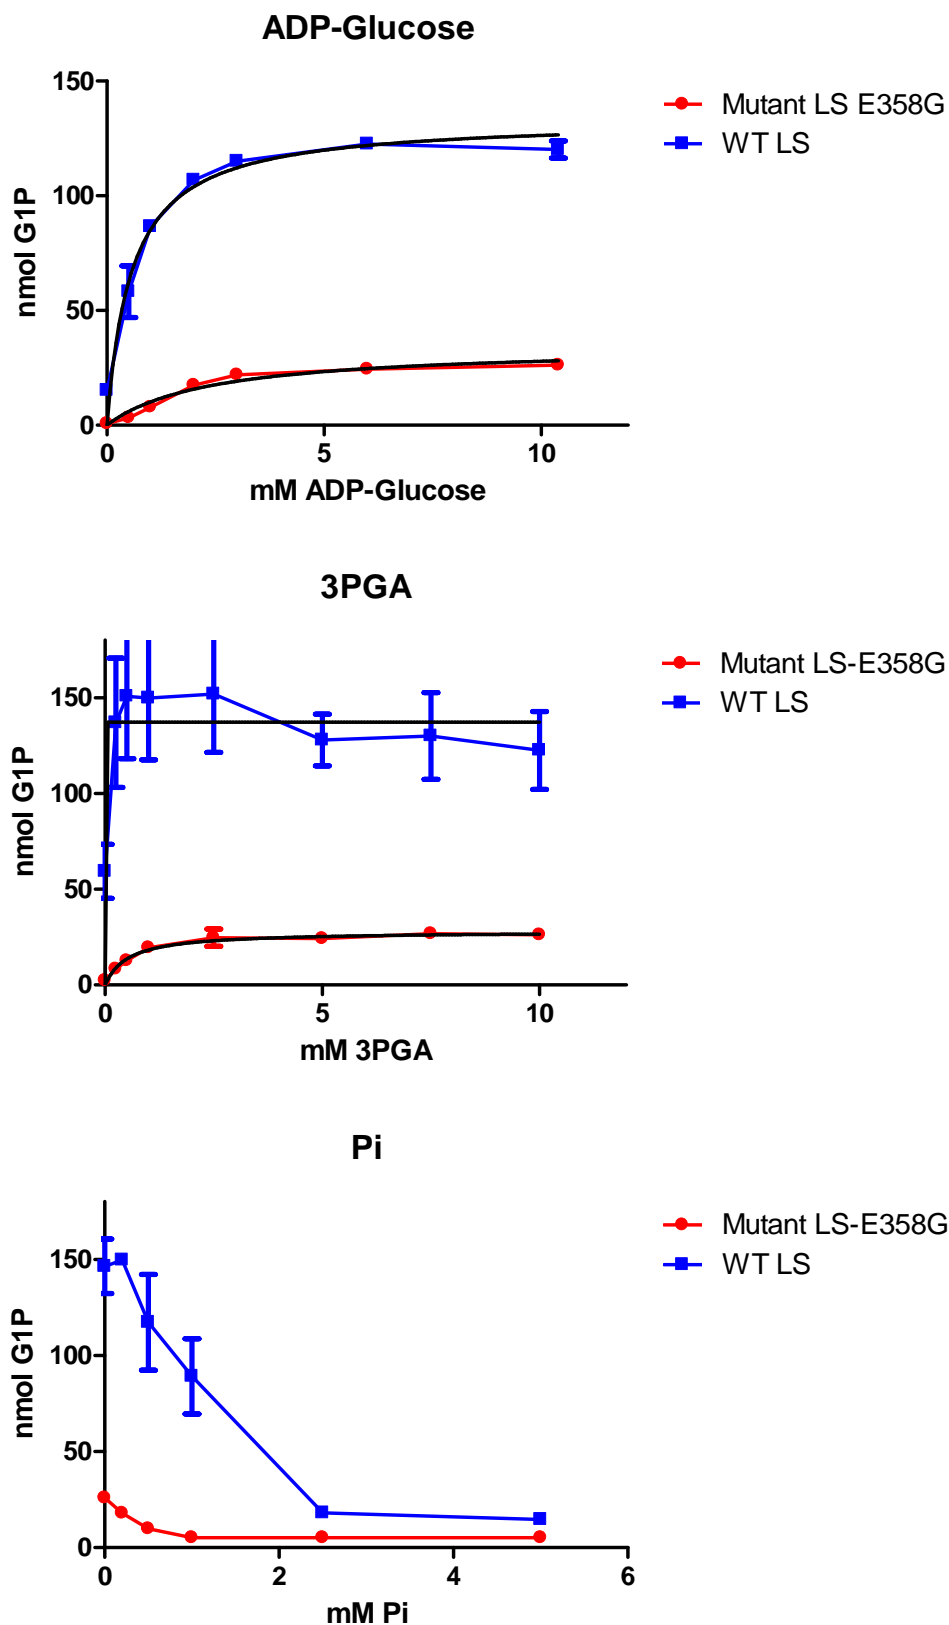 ADP-Glucose
150
100
50
0
nmol G1P
0 5 10
mM ADP-Glucose
Mutant LS E358G
WT LS
3PGA
150
100
50
0
nmol G1P
0 5 10
mM 3PGA
Mutant LS-E358G
WT LS
Pi
150
100
50
0
nmol G1P
0 2 4 6
mM Pi
Mutant LS-E358G
WT LS